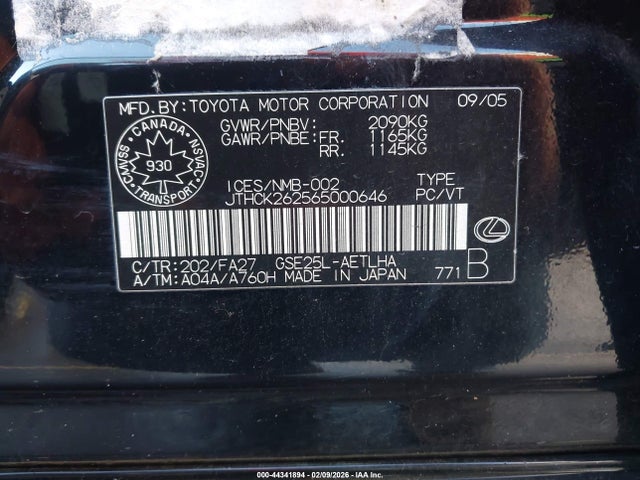 MFD.BY:TOYOTA MOTOR CORPORATION 09/05
GVWR/PNBV: 2090KG
GAWR/PNBE:FR. 1165KG
RR. 1145KG
CANADA
CMVSS NSVAC
930
TRANSPORT
ICES/NMB-002 TYPE
JTHCK262565000646 PC/VT
C/TR:202/FA27 GSE25L-AETLHA
A/TM:A04A/A760H MADE IN JAPAN 771 B
000-44341894 - 02/09/2026 - IAA Inc.